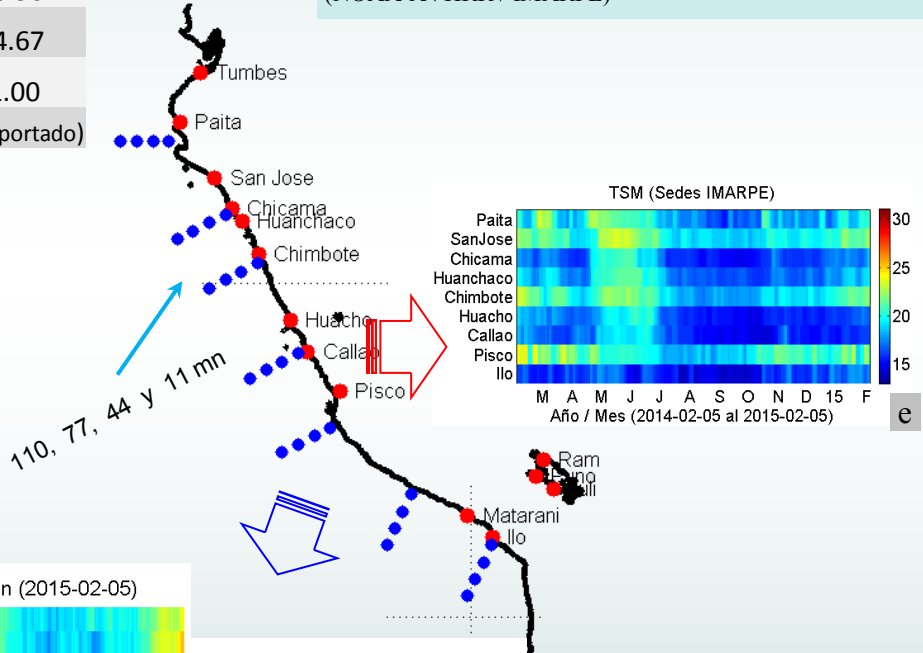 4.67
.00
portado)
Tumbes
Paita
San Jose
Chicama
Huanchaco
Chimbote
Huacho
Callao
Pisco
110, 77, 44 y 11 mn
Ram
Matarani
Ilo
TSM (Sedes IMARPE)
Paita
SanJose
Chicama
Huanchaco
Chimbote
Huacho
Callao
Pisco
Ilo
30
25
20
15
M A M J J A S O N D 15 F
Año / Mes (2014-02-05 al 2015-02-05)
e
n (2015-02-05)